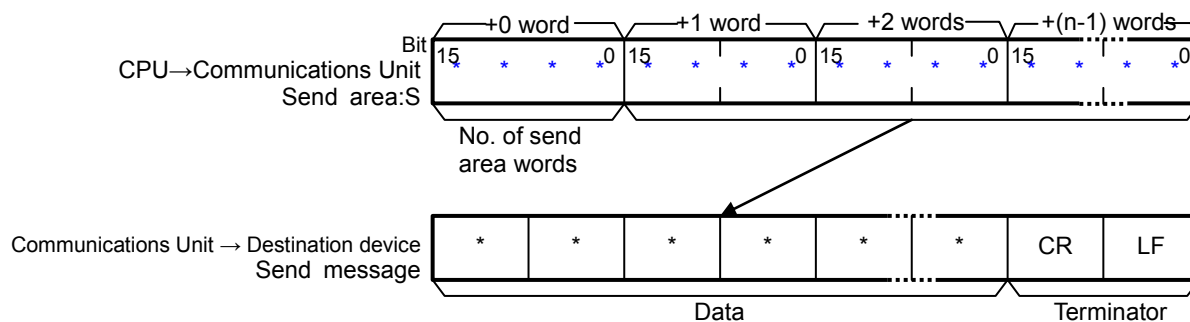 +0 word +1 word +2 words +(n-1) words
Bit 15 0 15 0 15 0 15 0
CPU→Communications Unit * * * * * * * * * * * * * * * *
Send area:S
No. of send
area words
Communications Unit → Destination device * * * * * * CR LF
Send message
Data Terminator